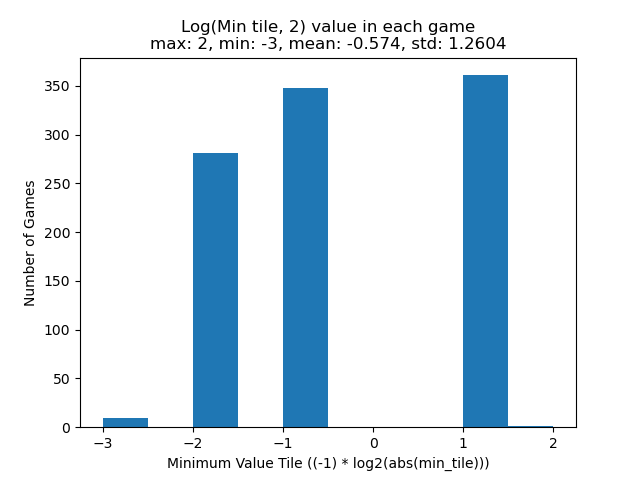 Log(Min tile, 2) value in each game
max: 2, min: -3, mean: -0.574, std: 1.2604
350
300
250
200
150
100
50
0
Number of Games
−3 −2 −1 0 1 2
Minimum Value Tile ((-1) * log2(abs(min_tile)))